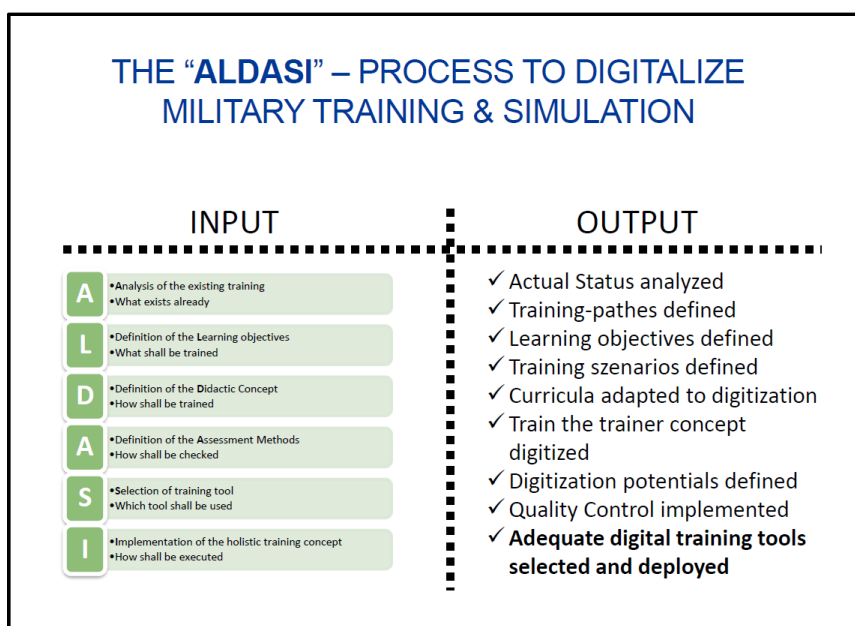 THE “ALDASI” – PROCESS TO DIGITALIZE
MILITARY TRAINING & SIMULATION
INPUT
A
•Analysis of the existing training
•What exists already
L
•Definition of the Learning objectives
•What shall be trained
D
•Definition of the Didactic Concept
•How shall be trained
A
•Definition of the Assessment Methods
•How shall be checked
S
•Selection of training tool
•Which tool shall be used
I
•Implementation of the holistic training concept
•How shall be executed
OUTPUT
✓ Actual Status analyzed
✓ Training-pathes defined
✓ Learning objectives defined
✓ Training szenarios defined
✓ Curricula adapted to digitization
✓ Train the trainer concept
digitized
✓ Digitization potentials defined
✓ Quality Control implemented
✓ Adequate digital training tools
selected and deployed